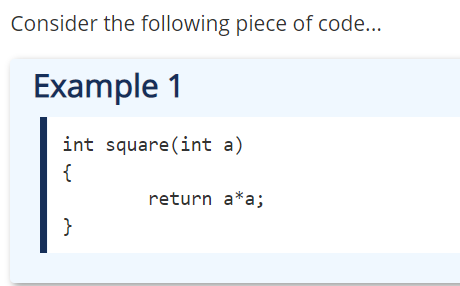 Consider the following piece of code...
Example 1
int square(int a)
{
        return a*a;
}